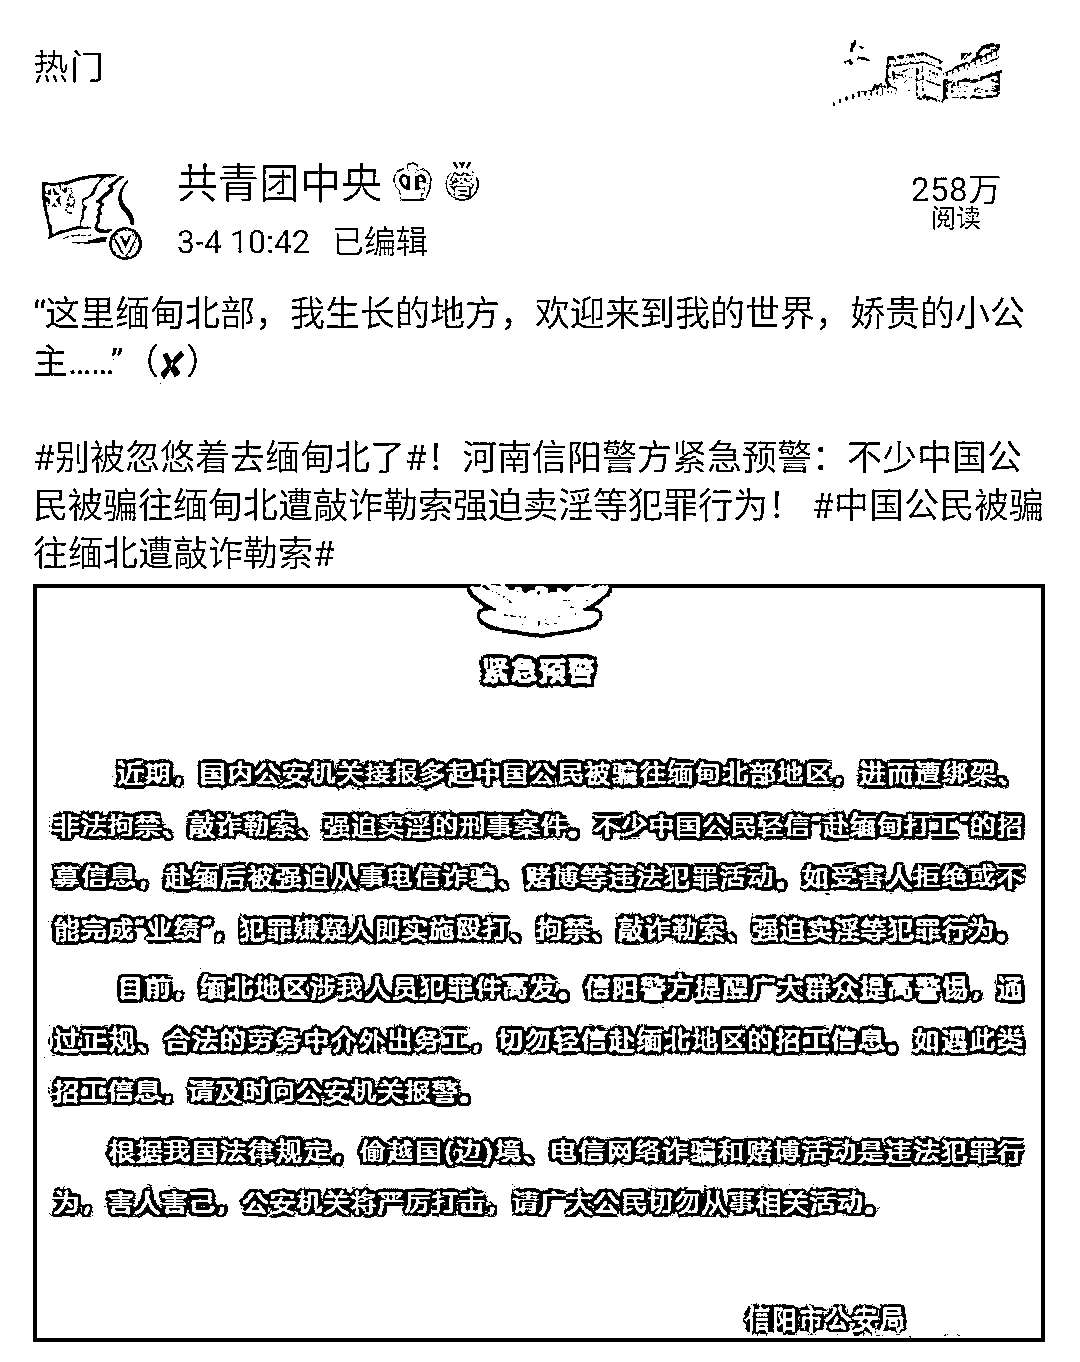 热门
共青团中央
258万
阅读
3-4 10:42 已编辑
“这里缅甸北部，我生长的地方，欢迎来到我的世界，娇贵的小公
主……”（✘）
#别被忽悠着去缅甸北了#！河南信阳警方紧急预警：不少中国公
民被骗往缅甸北遭敲诈勒索强迫卖淫等犯罪行为！ #中国公民被骗
往缅北遭敲诈勒索#
紧急预警
近期，国内公安机关接报多起中国公民被骗往缅甸北部地区，进而遭绑架、
非法拘禁、敲诈勒索、强迫卖淫的刑事案件。不少中国公民轻信“赴缅甸打工”的招
募信息，赴缅后被强迫从事电信诈骗、赌博等违法犯罪活动。如受害人拒绝或不
能完成“业绩”，犯罪嫌疑人即实施殴打、拘禁、敲诈勒索、强迫卖淫等犯罪行为。
目前，缅北地区涉我人员犯罪件高发。信阳警方提醒广大群众提高警惕，通
过正规、合法的劳务中介外出务工，切勿轻信赴缅北地区的招工信息。如遇此类
招工信息，请及时向公安机关报警。
根据我国法律规定，偷越国(边)境、电信网络诈骗和赌博活动是违法犯罪行
为，害人害己，公安机关将严厉打击，请广大公民切勿从事相关活动。
信阳市公安局